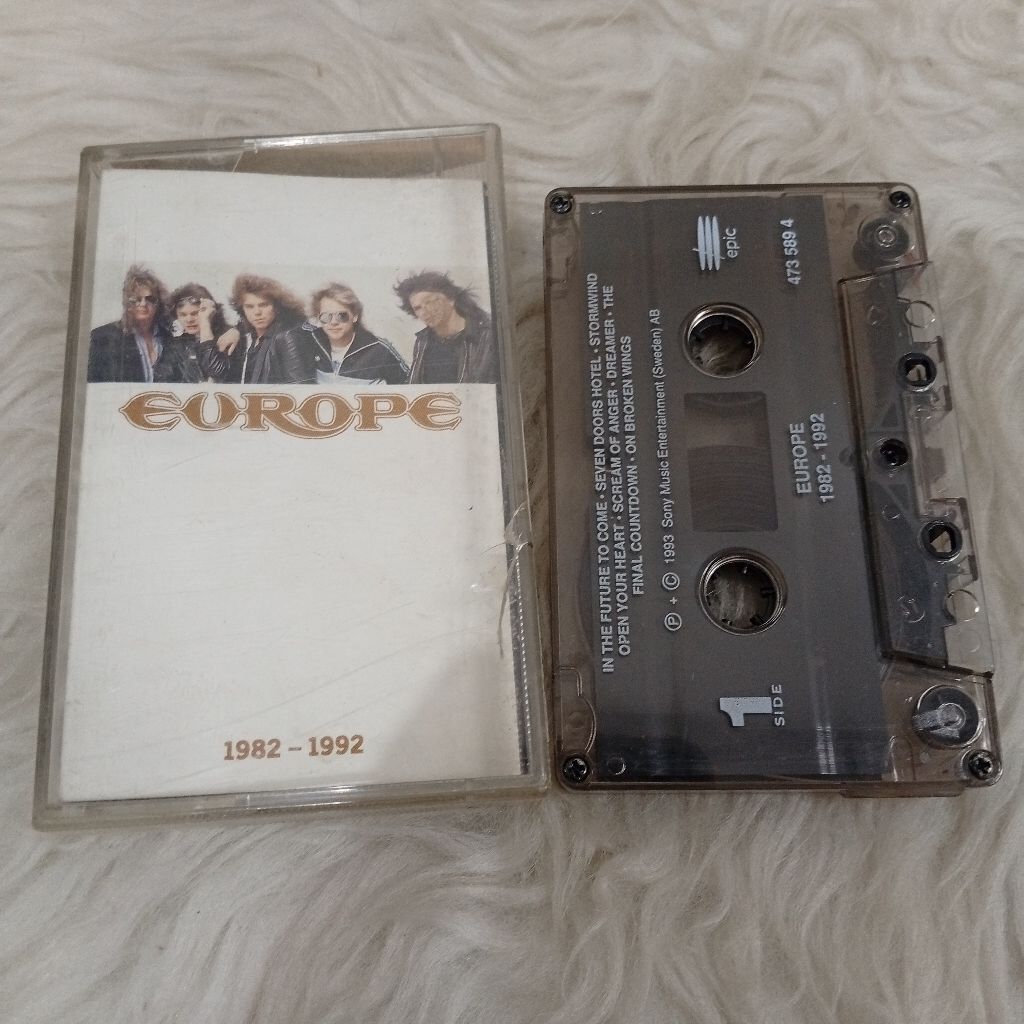 EUROPE
1982 - 1992
IN THE FUTURE TO COME • SEVEN DOORS HOTEL • STORMWIND
OPEN YOUR HEART • SCREAM OF ANGER • DREAMER • THE
FINAL COUNTDOWN • ON BROKEN WINGS
℗ + © 1993 Sony Music Entertainment (Sweden) AB
epic
473 589 4
EUROPE
1982 - 1992
1
SIDE